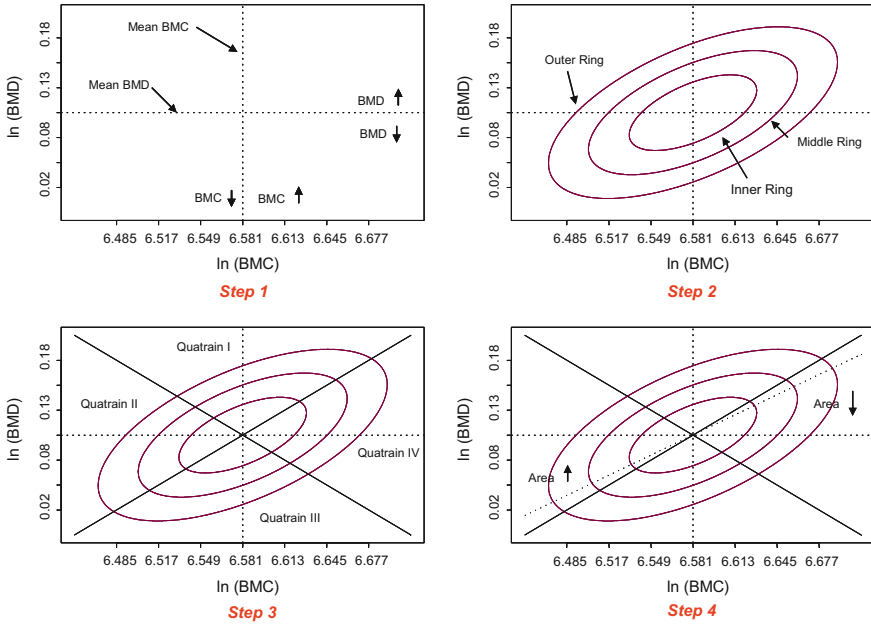 Mean BMC
Mean BMD
BMD
BMD
BMC
BMC
ln (BMD)
0.18
0.13
0.08
0.02
6.485 6.517 6.549 6.581 6.613 6.645 6.677
ln (BMC)
Step 1
Outer Ring
Middle Ring
Inner Ring
ln (BMD)
0.18
0.13
0.08
0.02
6.485 6.517 6.549 6.581 6.613 6.645 6.677
ln (BMC)
Step 2
Quatrain I
Quatrain II
Quatrain IV
Quatrain III
ln (BMD)
0.18
0.13
0.08
0.02
6.485 6.517 6.549 6.581 6.613 6.645 6.677
ln (BMC)
Step 3
Area
Area
ln (BMD)
0.18
0.13
0.08
0.02
6.485 6.517 6.549 6.581 6.613 6.645 6.677
ln (BMC)
Step 4